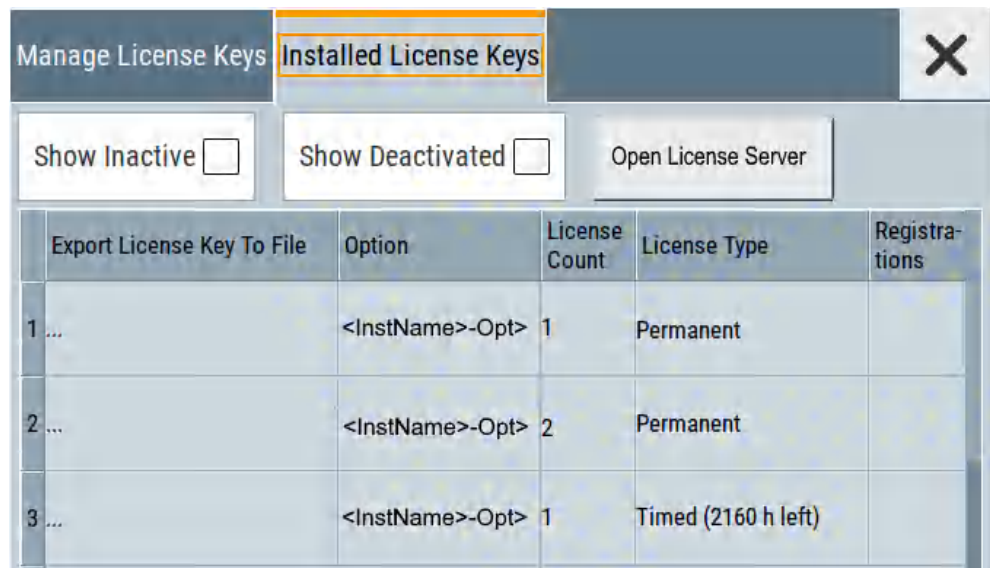 Manage License Keys Installed License Keys
Show Inactive Show Deactivated Open License Server
Export License Key To File Option License Count License Type Registra-tions
1 ... <InstName>-Opt> 1 Permanent
2 ... <InstName>-Opt> 2 Permanent
3 ... <InstName>-Opt> 1 Timed (2160 h left)